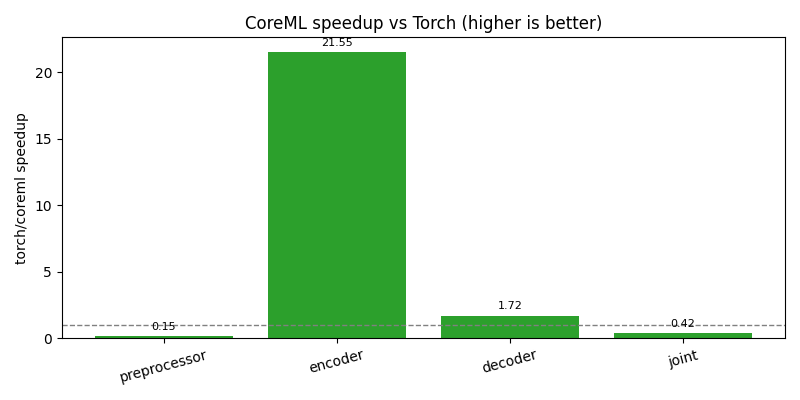 CoreML speedup vs Torch (higher is better)
torch/coreml speedup
20
15
10
5
0
0.15
21.55
1.72
0.42
preprocessor
encoder
decoder
joint